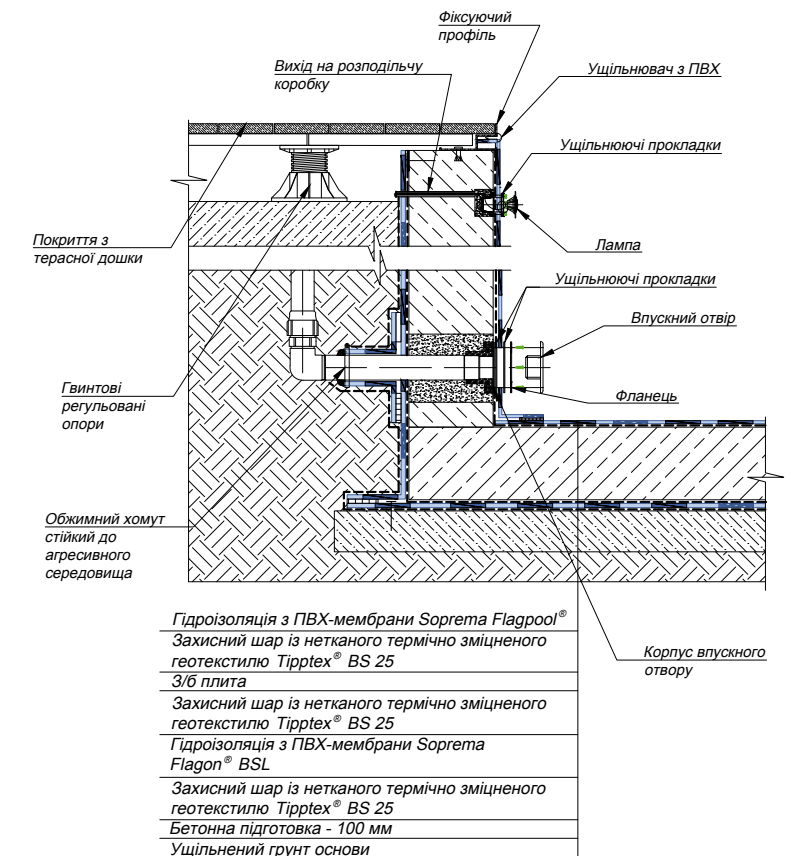 Фіксуючий
профіль
Вихід на розподільчу
коробку
Ущільнювач з ПВХ
Ущільнюючі прокладки
Покриття з
терасної дошки
Лампа
Ущільнюючі прокладки
Впускний отвір
Гвинтові
регульовані
опори
Фланець
Обжимний хомут
стійкий до
агресивного
середовища
Гідроізоляція з ПВХ-мембрани Soprema Flagpool®
Захисний шар із нетканого термічно зміцненого
геотекстилю Tipptex® BS 25
З/б плита
Захисний шар із нетканого термічно зміцненого
геотекстилю Tipptex® BS 25
Гідроізоляція з ПВХ-мембрани Soprema
Flagon® BSL
Захисний шар із нетканого термічно зміцненого
геотекстилю Tipptex® BS 25
Бетонна підготовка - 100 мм
Ущільнений грунт основи
Корпус впускного
отвору